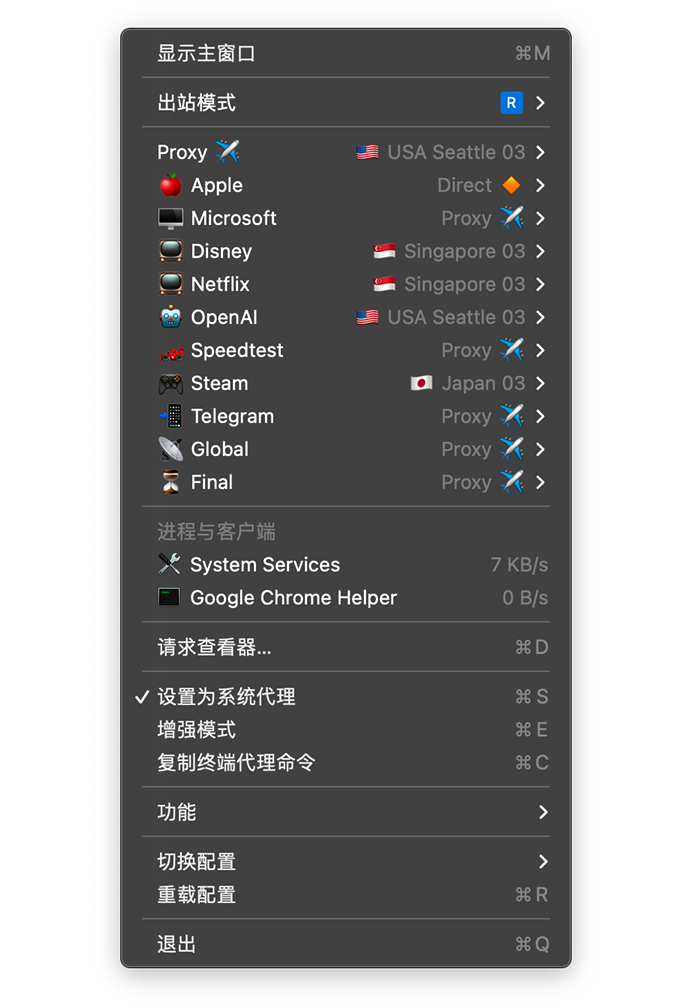 显示主窗口 ⌘M
出站模式 R
Proxy ✈️ 🇺🇸 USA Seattle 03
🍎 Apple Direct 🔶
🖥️ Microsoft Proxy ✈️
📺 Disney 🇸🇬 Singapore 03
📺 Netflix 🇸🇬 Singapore 03
🤖 OpenAI 🇺🇸 USA Seattle 03
🏎️ Speedtest Proxy ✈️
🎮 Steam 🇯🇵 Japan 03
📲 Telegram Proxy ✈️
📡 Global Proxy ✈️
⏳ Final Proxy ✈️
进程与客户端
System Services 7 KB/s
Google Chrome Helper 0 B/s
请求查看器... ⌘D
✓ 设置为系统代理 ⌘S
增强模式 ⌘E
复制终端代理命令 ⌘C
功能
切换配置
重载配置 ⌘R
退出 ⌘Q